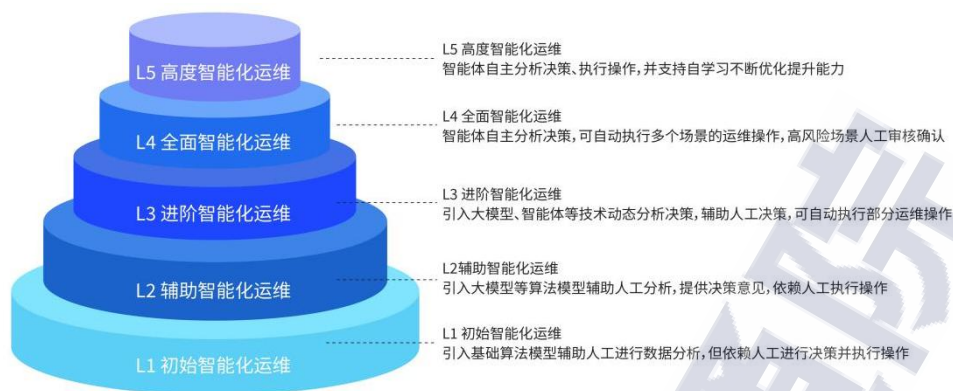 L5 高度智能化运维
L5 高度智能化运维
智能体自主分析决策、执行操作,并支持自学习不断优化提升能力
L4 全面智能化运维
L4 全面智能化运维
智能体自主分析决策,可自动执行多个场景的运维操作,高风险场景人工审核确认
L3 进阶智能化运维
L3 进阶智能化运维
引入大模型、智能体等技术动态分析决策,辅助人工决策,可自动执行部分运维操作
L2 辅助智能化运维
L2辅助智能化运维
引入大模型等算法模型辅助人工分析,提供决策意见,依赖人工执行操作
L1 初始智能化运维
L1 初始智能化运维
引入基础算法模型辅助人工进行数据分析,但依赖人工进行决策并执行操作